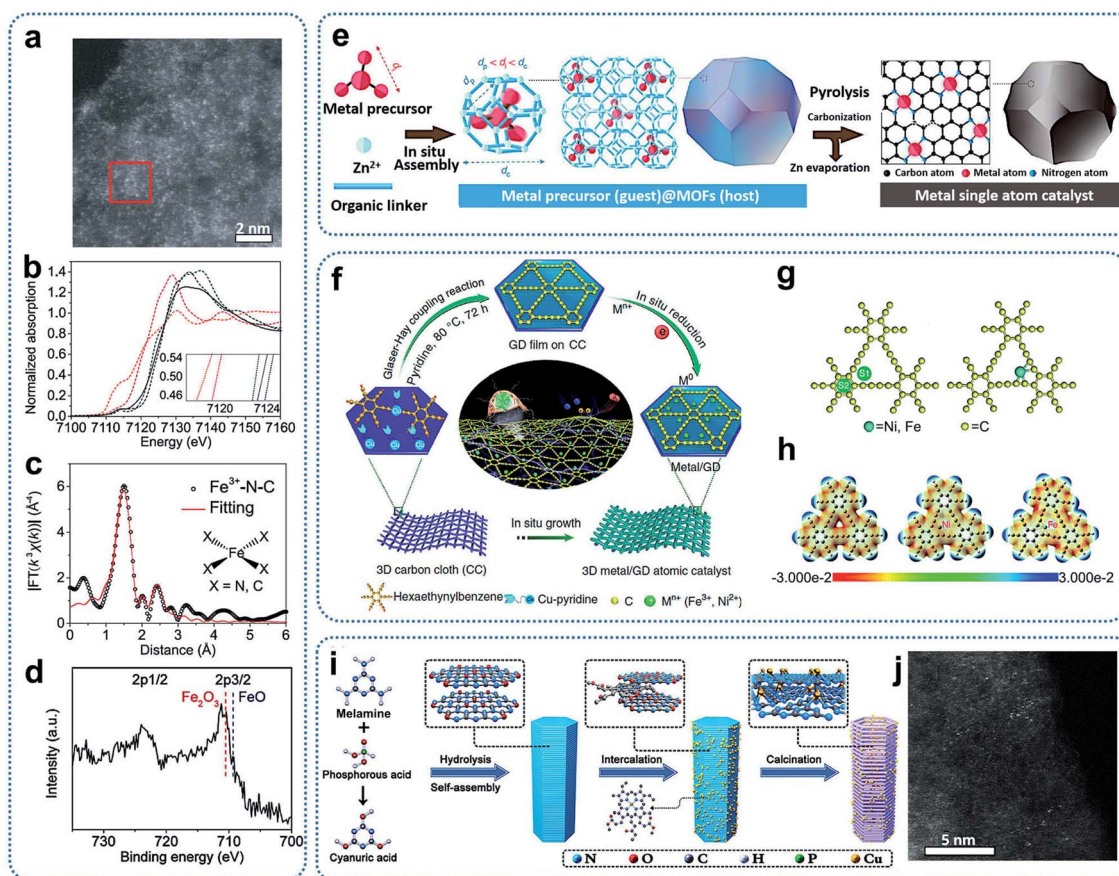 a
2 nm
b
Normalized absorption
1.4
1.2
1.0
0.8
0.6
0.4
0.2
0.0
0.54
0.50
0.46
7120
7124
7100 7110 7120 7130 7140 7150 7160
Energy (eV)
c
|FT(k³χ(k))| (Å⁻⁴)
6
4
2
0
Fe³⁺-N-C
Fitting
X X
Fe
X X
X = N, C
0 1 2 3 4 5 6
Distance (Å)
d
Intensity (a.u.)
2p1/2 2p3/2
Fe₂O₃ FeO
730 720 710 700
Binding energy (eV)
e
Metal precursor
Zn²⁺
Organic linker
In situ
Assembly
dₚ < dᵢ < d꜀
dₚ
d꜀
Metal precursor (guest)@MOFs (host)
Pyrolysis
Carbonization
Zn evaporation
Carbon atom Metal atom Nitrogen atom
Metal single atom catalyst
f
Glaser-Hay coupling reaction
Pyridine, 80 °C, 72 h
GD film on CC
In situ reduction
Mⁿ⁺
e
M⁰
Cu
Cu
Cu
Cu
Metal/GD
In situ growth
3D carbon cloth (CC)
3D metal/GD atomic catalyst
Hexaethynylbenzene Cu-pyridine C Mⁿ⁺ (Fe³⁺, Ni²⁺)
g
S1
S2
=Ni, Fe =C
h
Ni
Fe
-3.000e-2 3.000e-2
i
Melamine
+
Phosphorous acid
Cyanuric acid
Hydrolysis
Self-assembly
Intercalation
Calcination
N O C H P Cu
j
5 nm